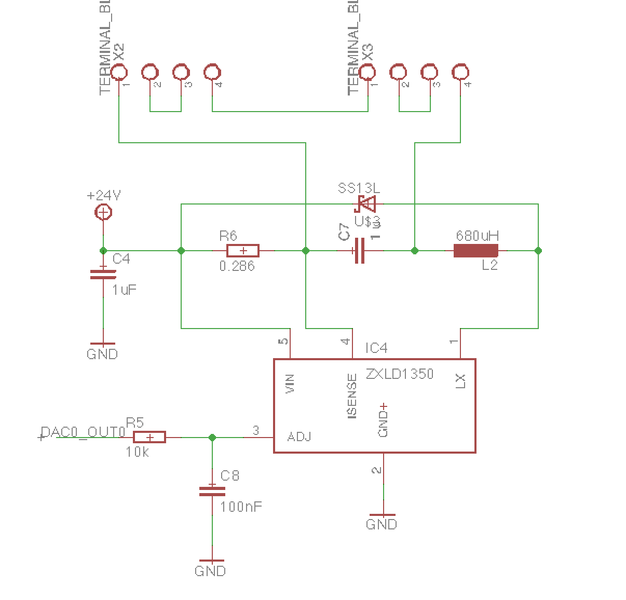 TERMINAL_BL
X2
1
2
3
4
TERMINAL_BL
X3
1
2
3
4
+24V
C4
1uF
GND
R6
0.286
SS13L
U$3
C7
1
680uH
L2
5
4
1
IC4
ZXLD1350
VIN
ISENSE
GND+
LX
ADJ
3
2
GND
DAC0_OUT0
R5
10k
C8
100nF
GND